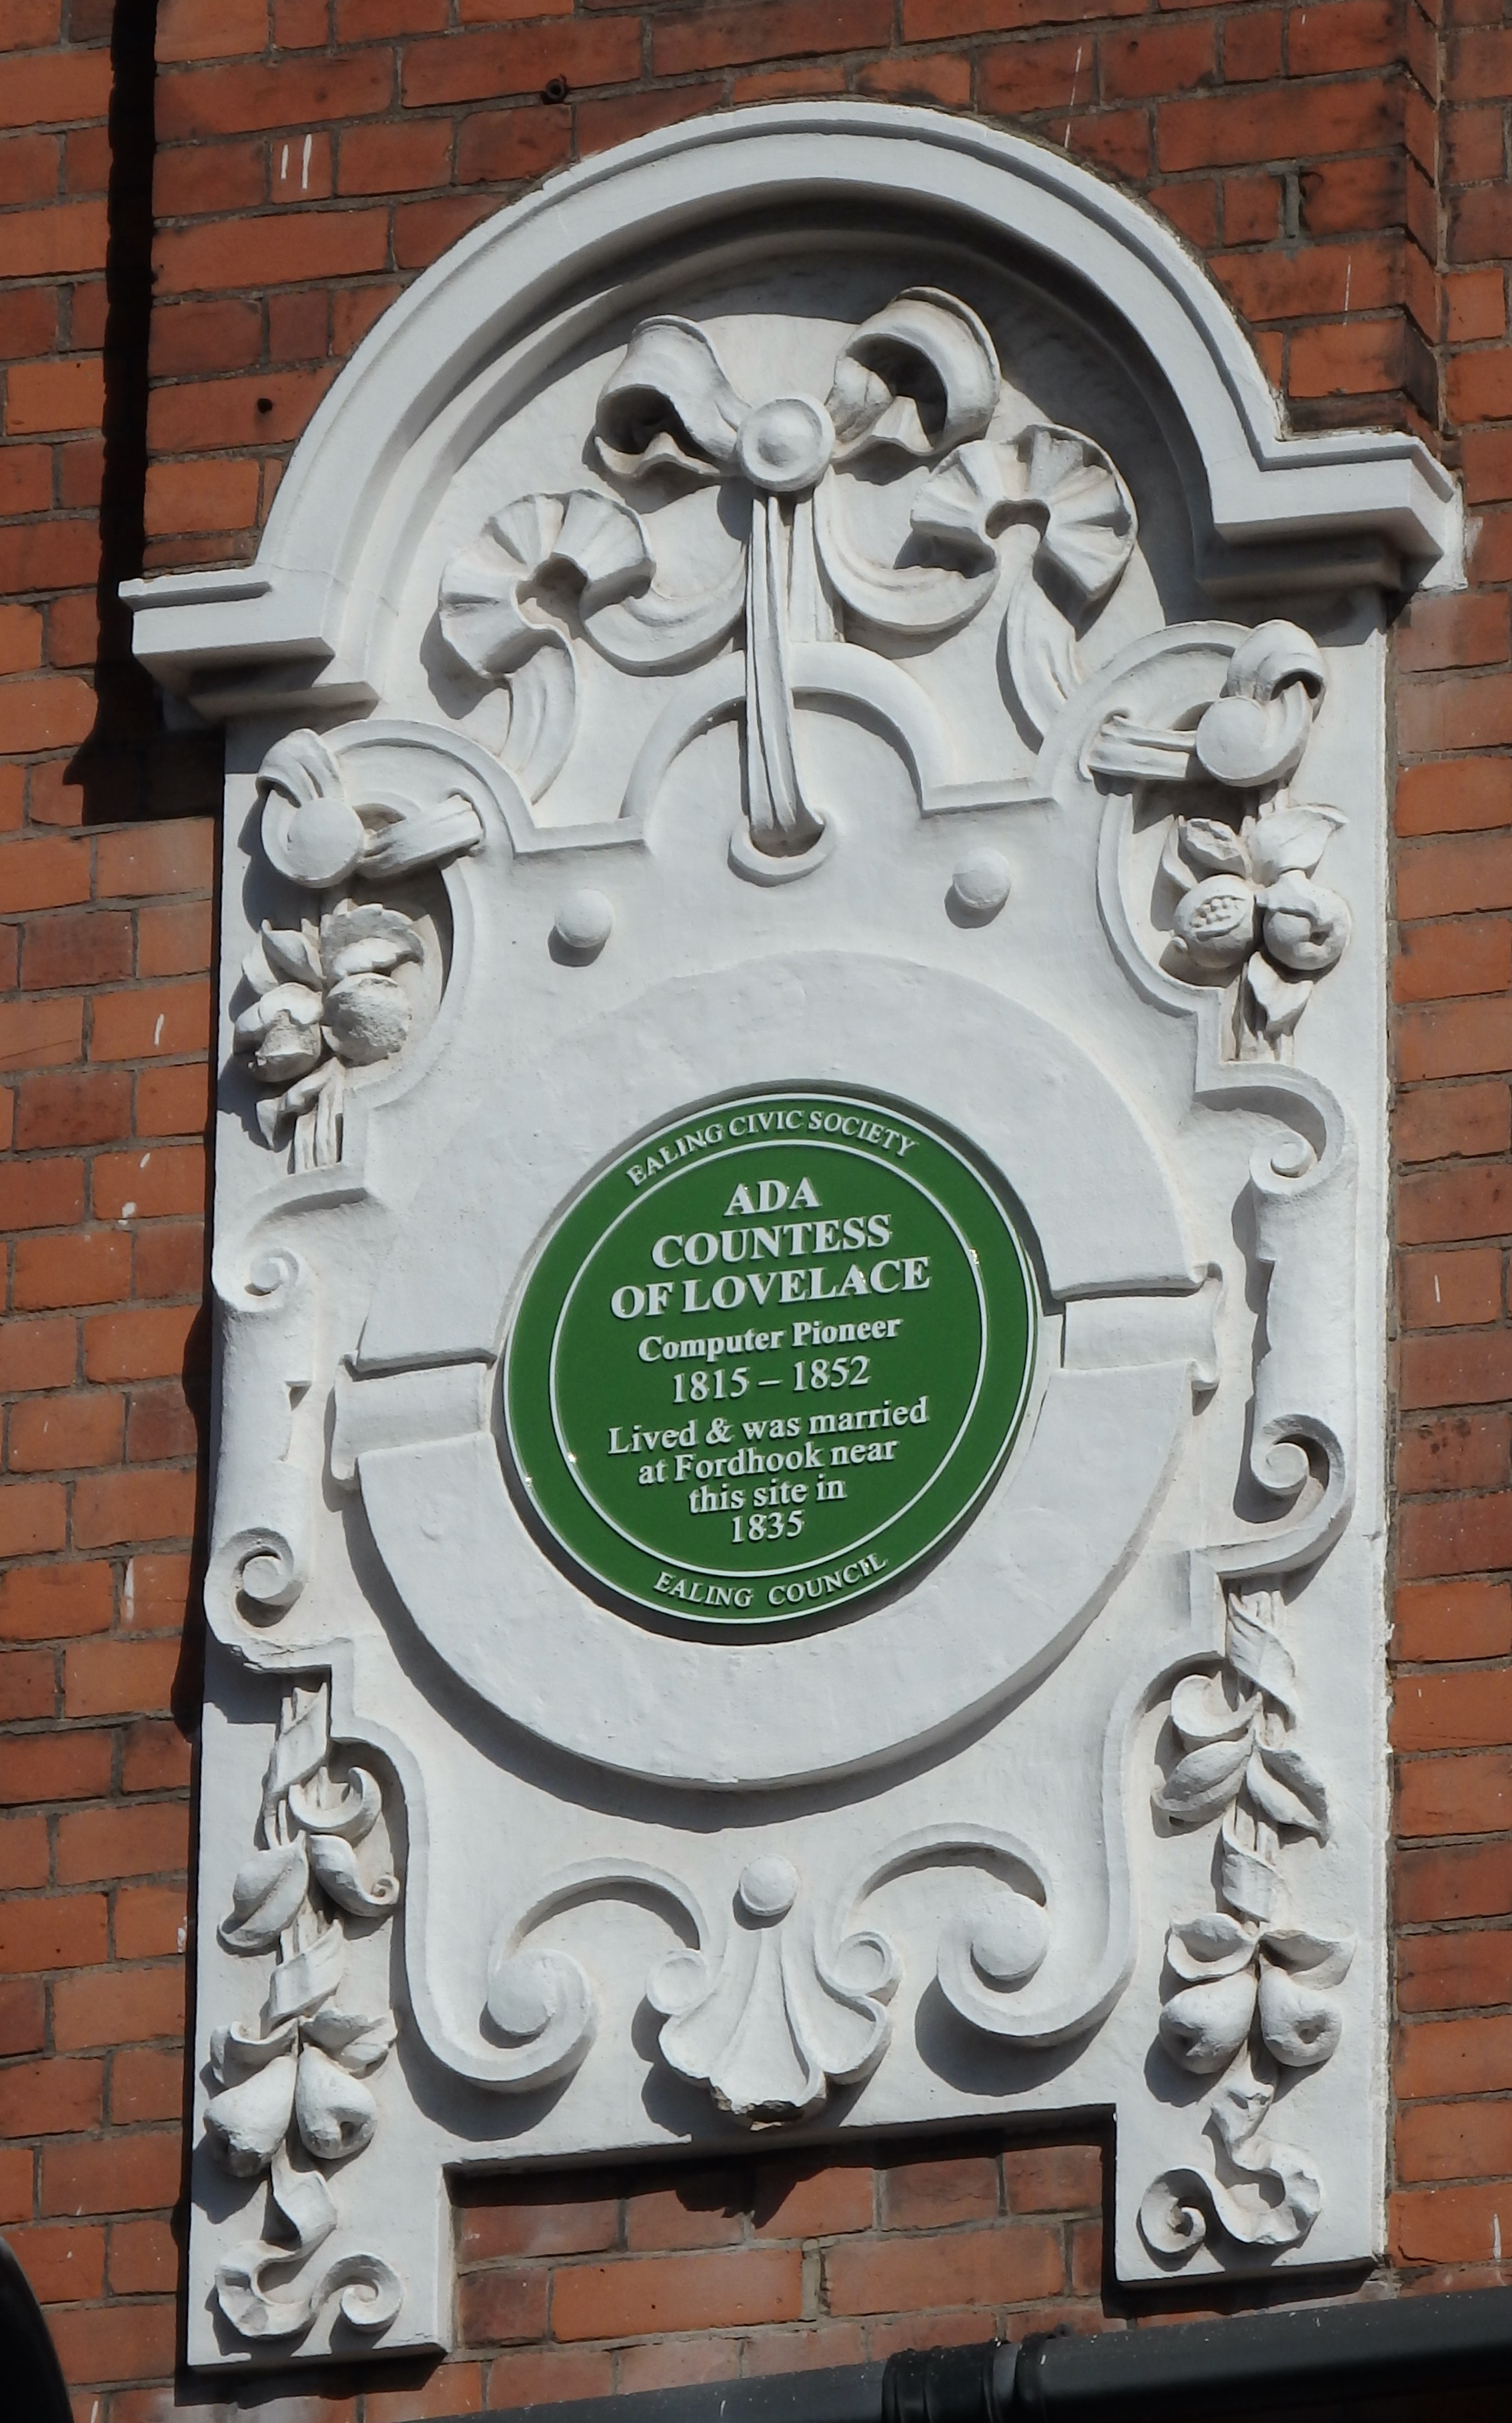 EALING CIVIC SOCIETY
ADA
COUNTESS
OF LOVELACE
Computer Pioneer
1815 – 1852
Lived & was married
at Fordhook near
this site in
1835
EALING COUNCIL